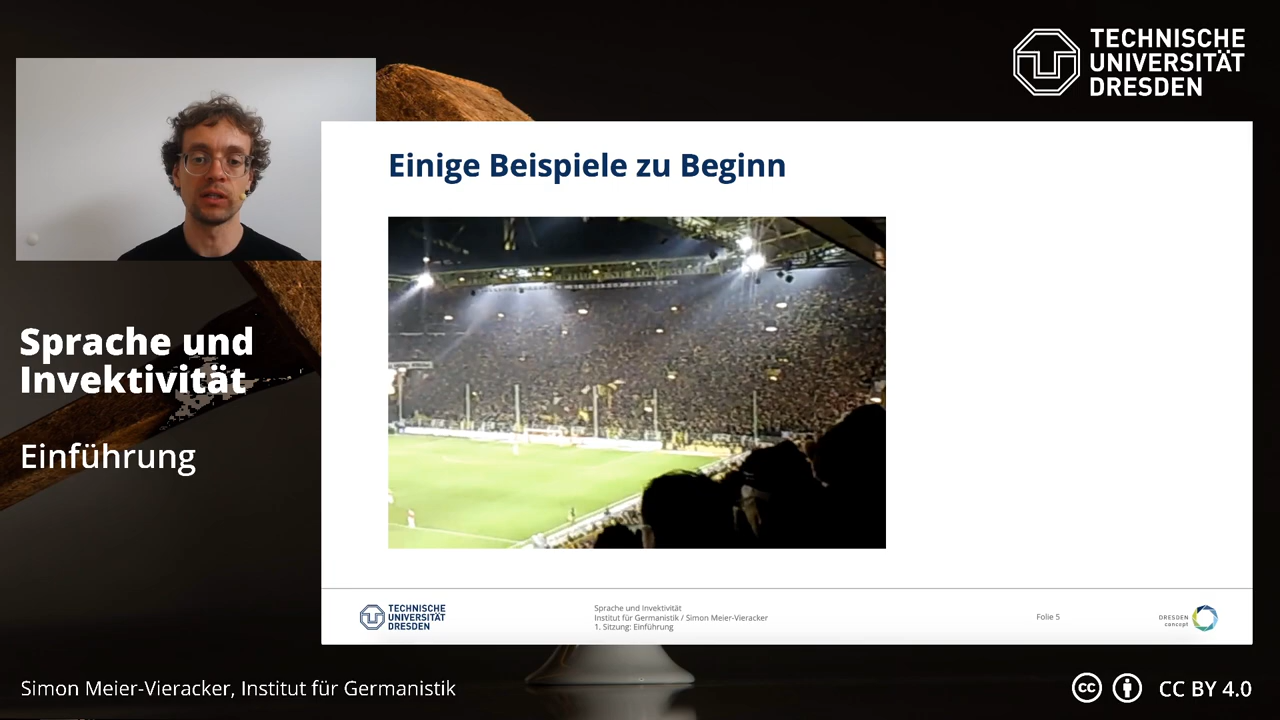 TECHNISCHE
UNIVERSITÄT
DRESDEN
Einige Beispiele zu Beginn
Sprache und
Invektivität
Einführung
TECHNISCHE
UNIVERSITÄT
DRESDEN
Sprache und Invektivität
Institut für Germanistik / Simon Meier-Vieracker
1. Sitzung: Einführung
Folie 5
DRESDEN
concept
Simon Meier-Vieracker, Institut für Germanistik
cc
CC BY 4.0